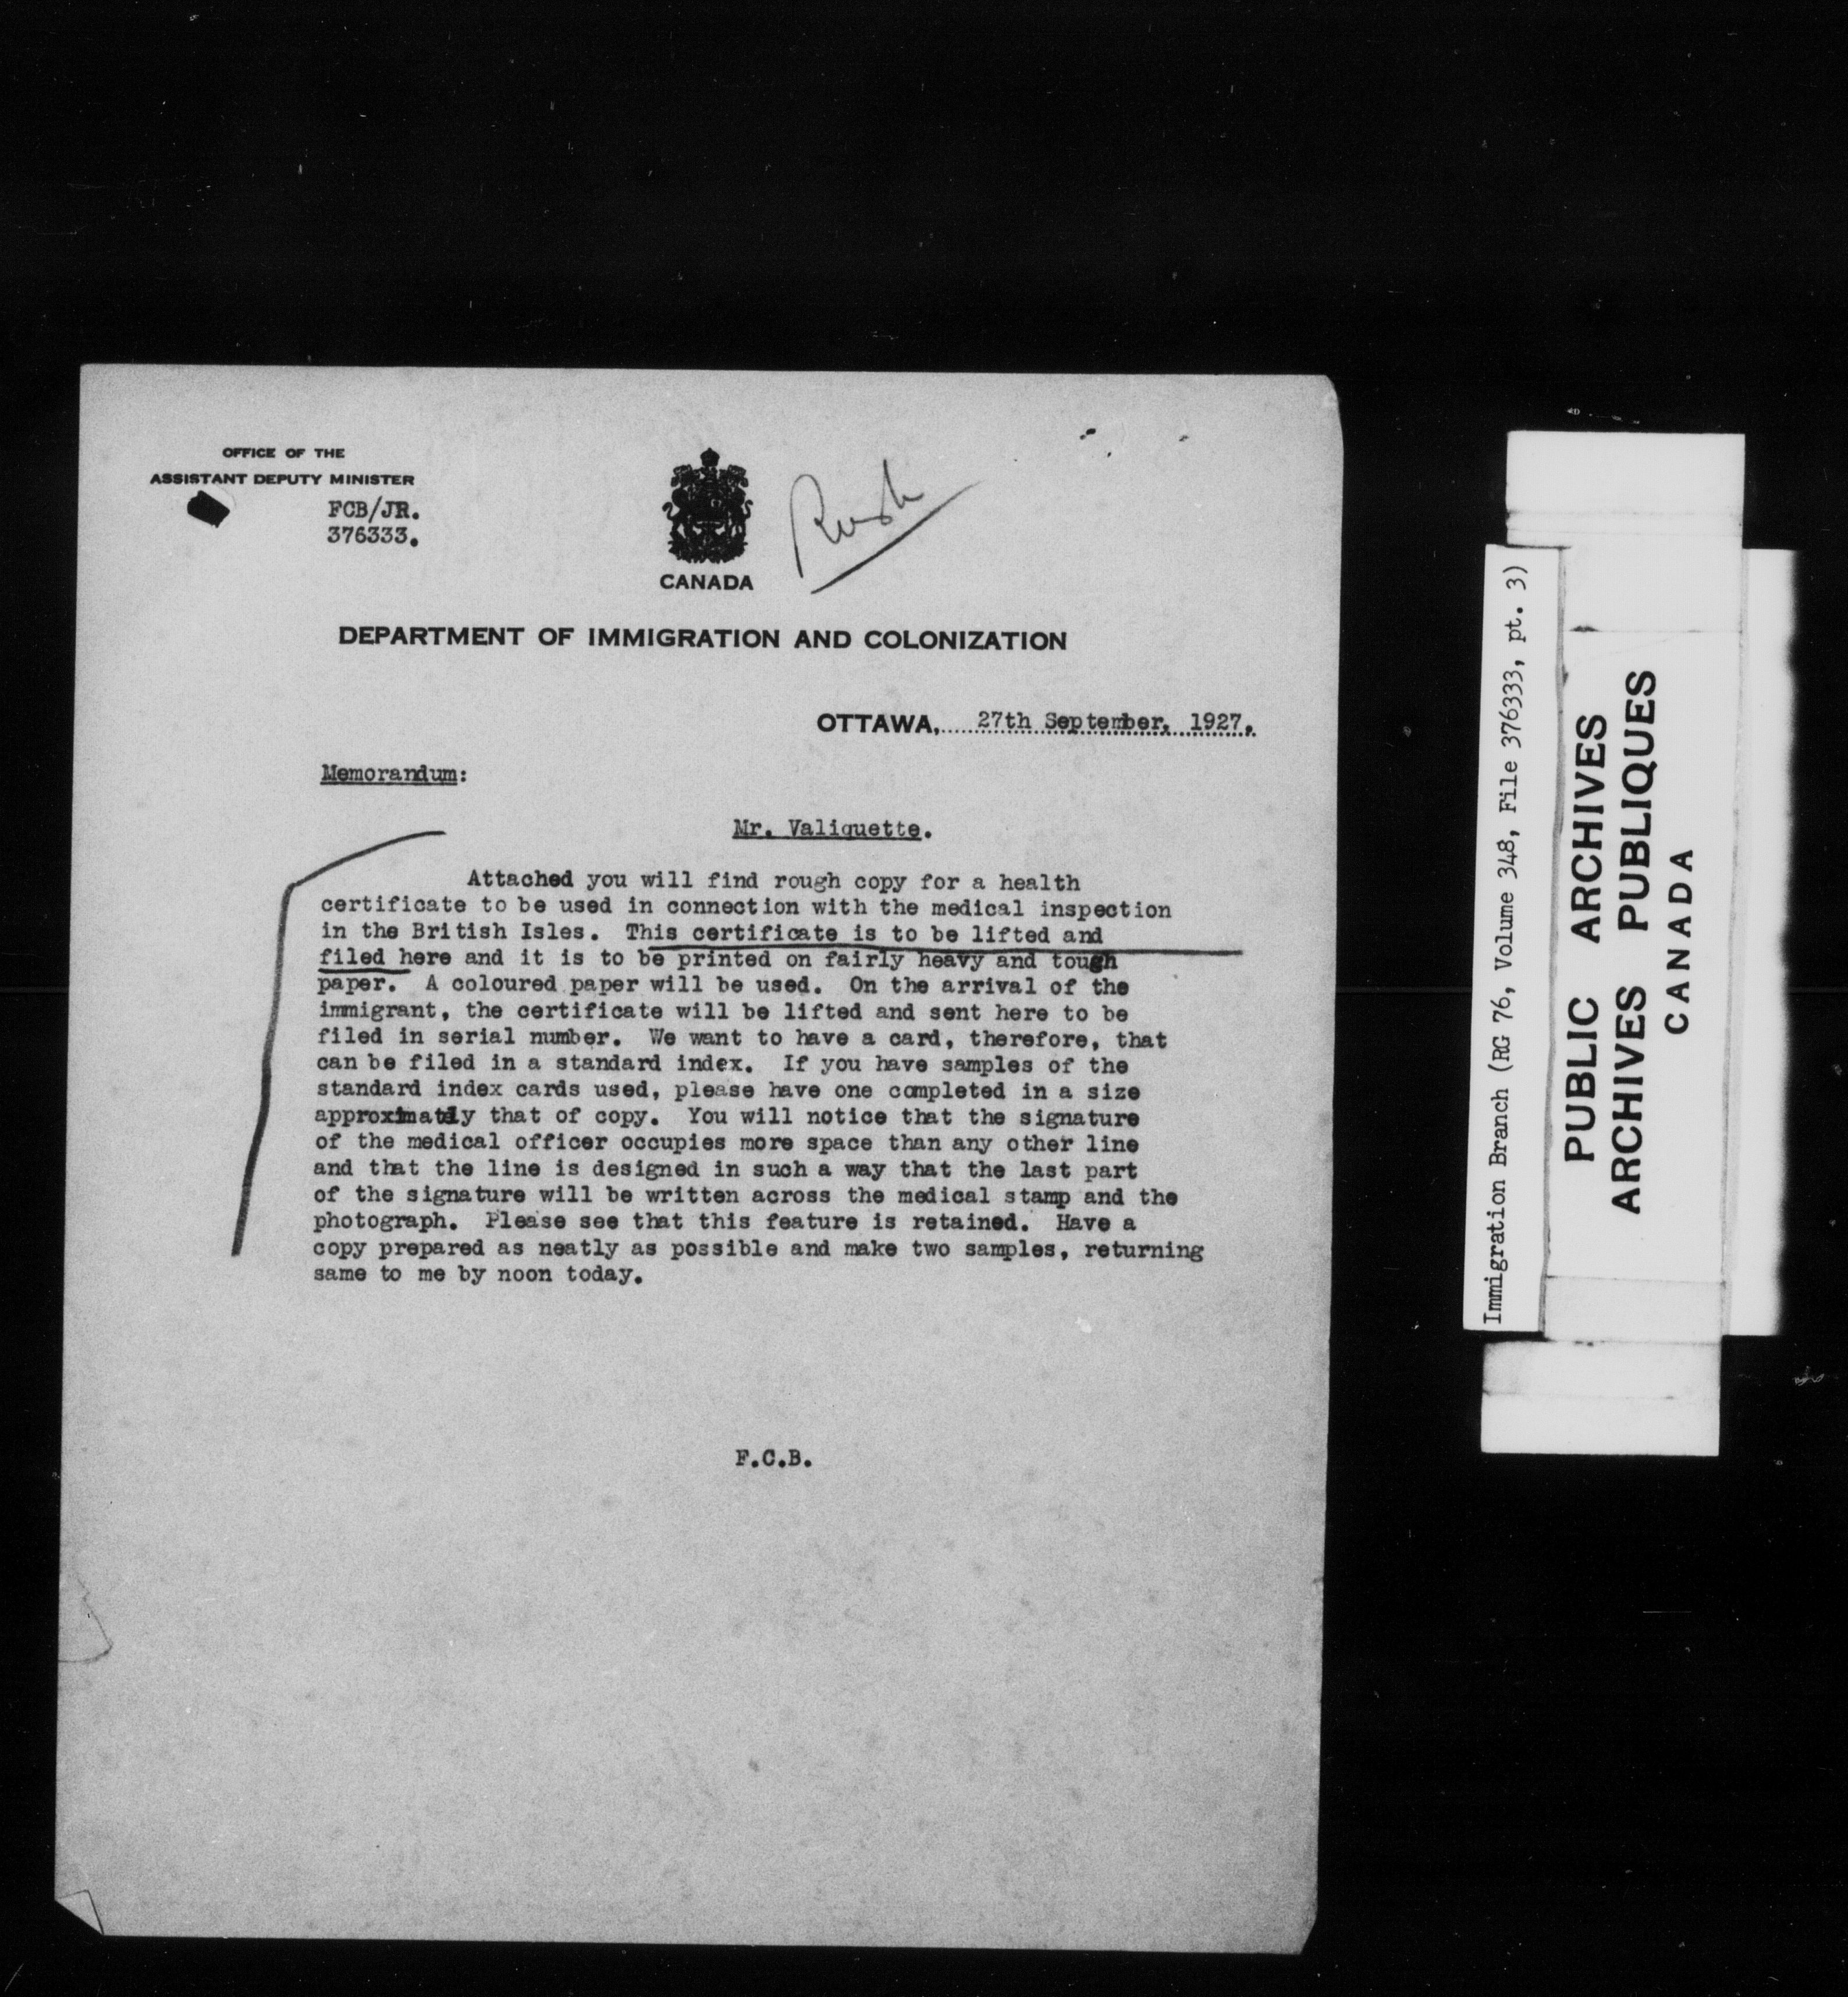 OFFICE OF THE
ASSISTANT DEPUTY MINISTER
FCB/JR.
376333.
CANADA
Rush
DEPARTMENT OF IMMIGRATION AND COLONIZATION
OTTAWA, 27th September, 1927.
Memorandum:
Mr. Valiquette.
Attached you will find rough copy for a health
certificate to be used in connection with the medical inspection
in the British Isles. This certificate is to be lifted and
filed here and it is to be printed on fairly heavy and tough
paper. A coloured paper will be used. On the arrival of the
immigrant, the certificate will be lifted and sent here to be
filed in serial number. We want to have a card, therefore, that
can be filed in a standard index. If you have samples of the
standard index cards used, please have one completed in a size
approximately that of copy. You will notice that the signature
of the medical officer occupies more space than any other line
and that the line is designed in such a way that the last part
of the signature will be written across the medical stamp and the
photograph. Please see that this feature is retained. Have a
copy prepared as neatly as possible and make two samples, returning
same to me by noon today.
F.C.B.
Immigration Branch (RG 76, Volume 348, File 376333, pt. 3)
PUBLIC ARCHIVES
ARCHIVES PUBLIQUES
CANADA